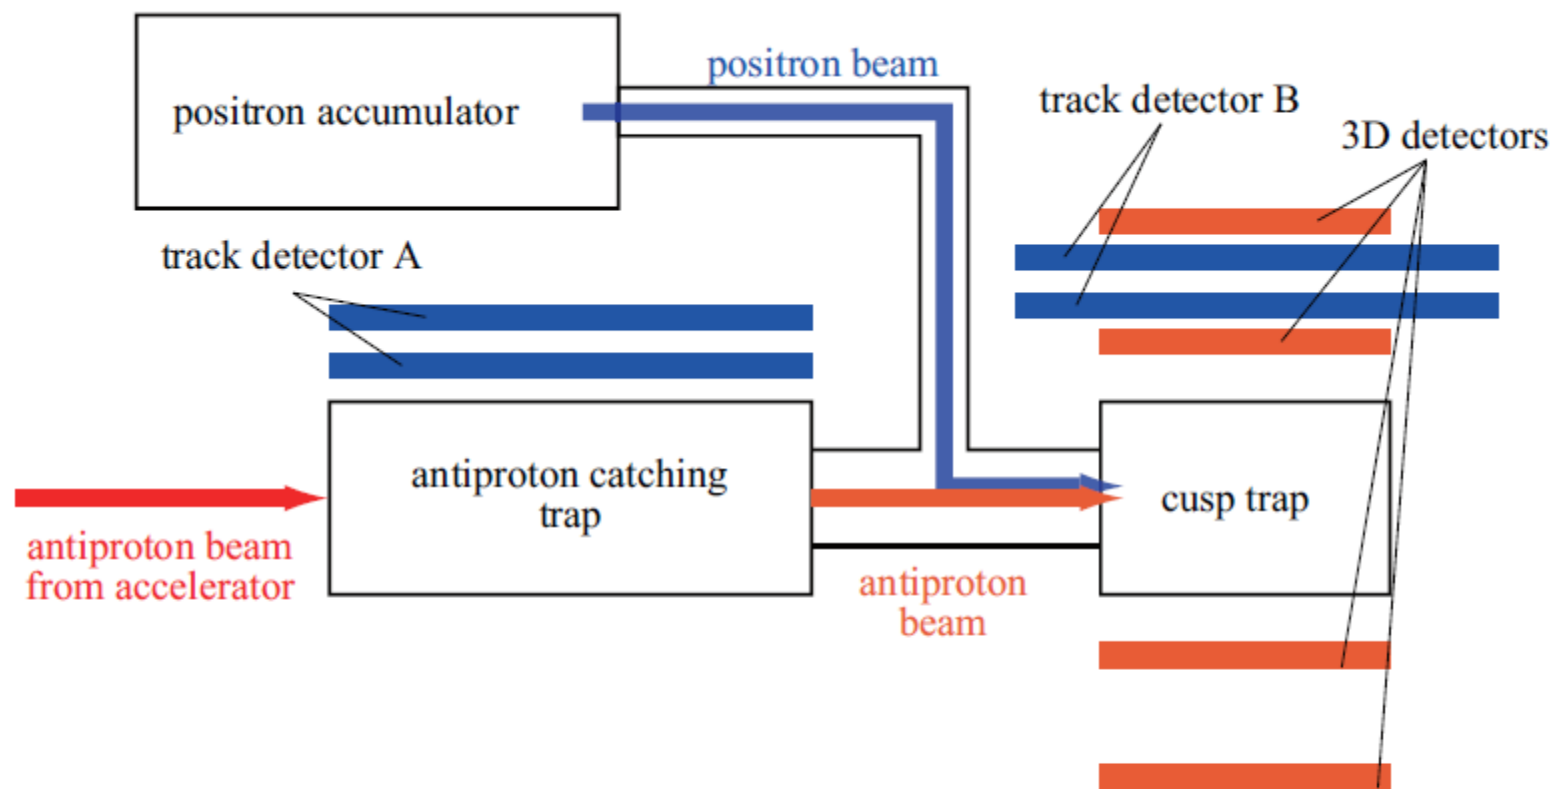 positron beam
positron accumulator
track detector B
3D detectors
track detector A
antiproton catching
trap
cusp trap
antiproton beam
from accelerator
antiproton
beam